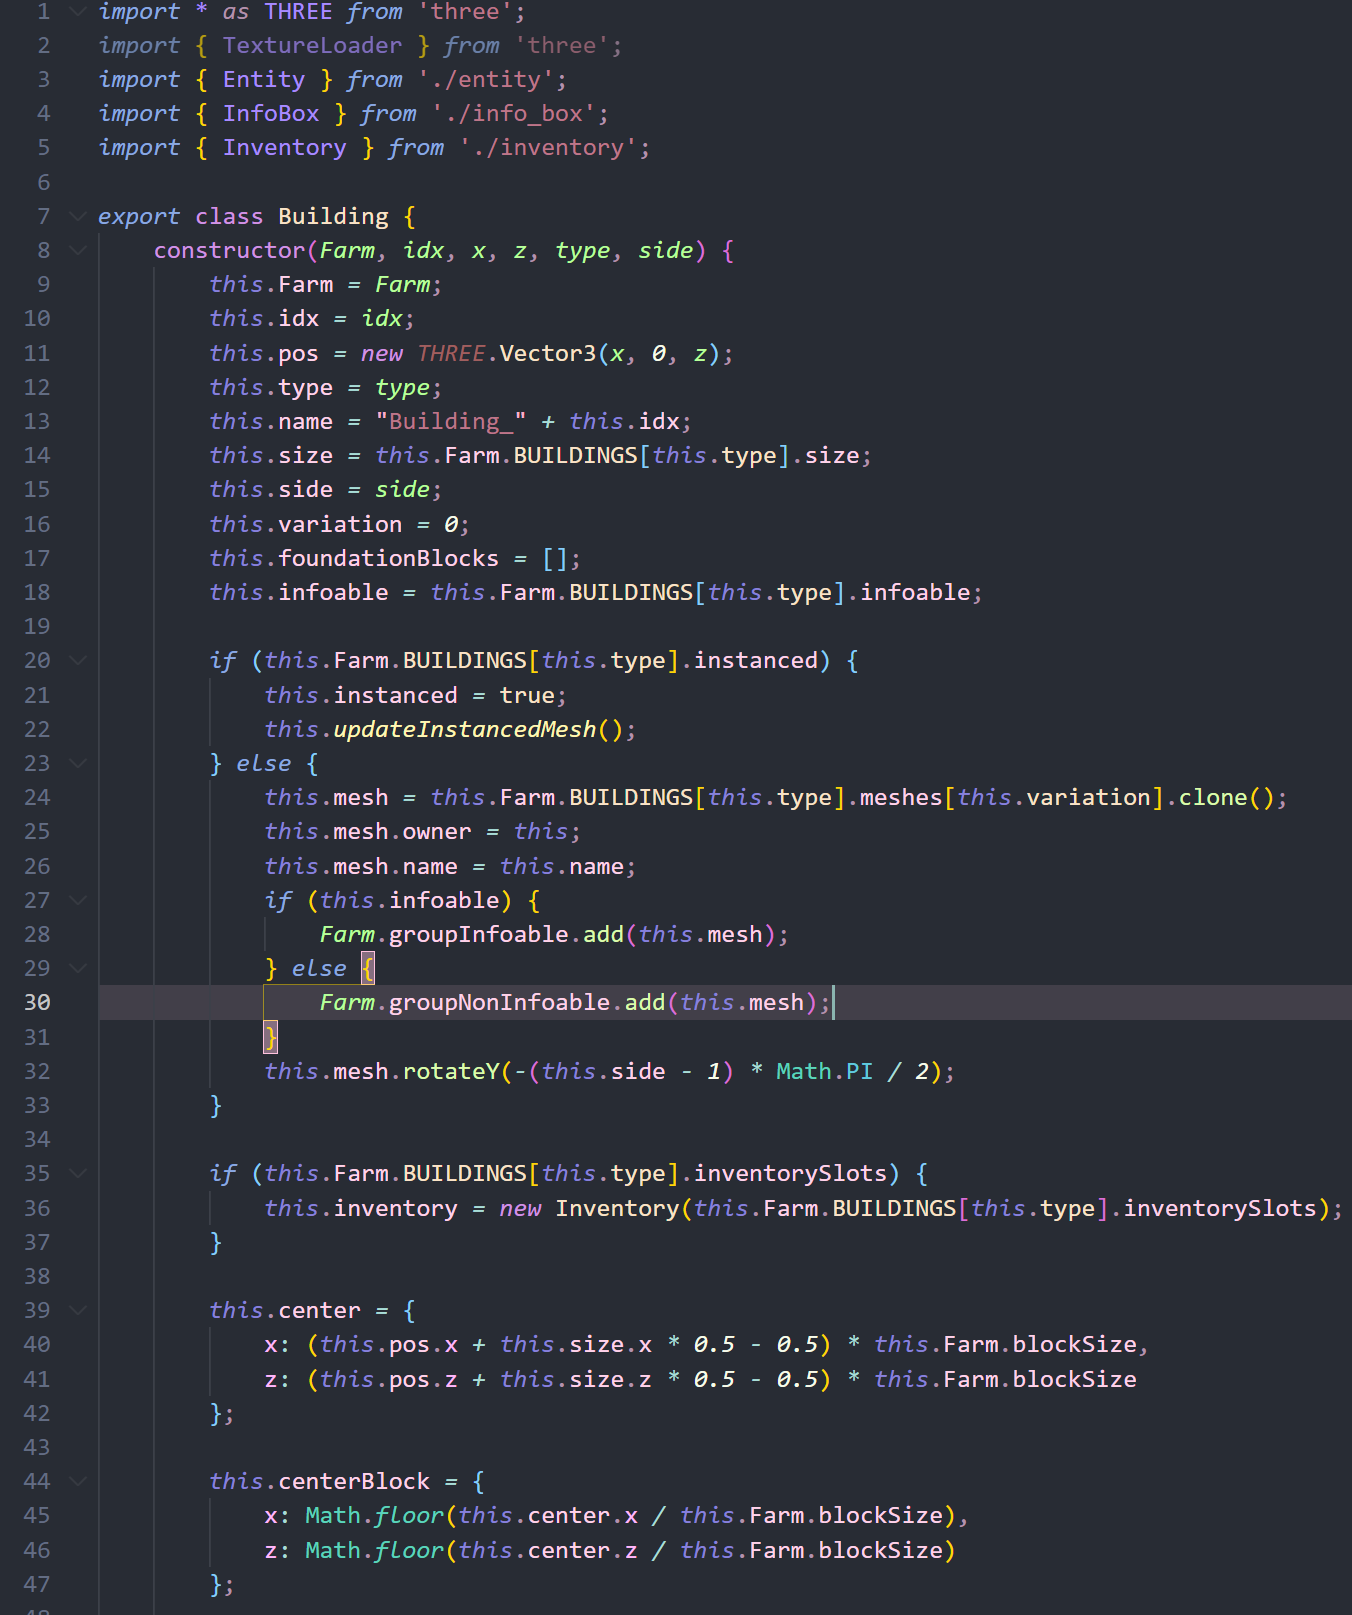 1 import * as THREE from 'three';
2 import { TextureLoader } from 'three';
3 import { Entity } from './entity';
4 import { InfoBox } from './info_box';
5 import { Inventory } from './inventory';
6
7 export class Building {
8     constructor(Farm, idx, x, z, type, side) {
9         this.Farm = Farm;
10         this.idx = idx;
11         this.pos = new THREE.Vector3(x, 0, z);
12         this.type = type;
13         this.name = "Building_" + this.idx;
14         this.size = this.Farm.BUILDINGS[this.type].size;
15         this.side = side;
16         this.variation = 0;
17         this.foundationBlocks = [];
18         this.infoable = this.Farm.BUILDINGS[this.type].infoable;
19
20         if (this.Farm.BUILDINGS[this.type].instanced) {
21             this.instanced = true;
22             this.updateInstancedMesh();
23         } else {
24             this.mesh = this.Farm.BUILDINGS[this.type].meshes[this.variation].clone();
25             this.mesh.owner = this;
26             this.mesh.name = this.name;
27             if (this.infoable) {
28                 Farm.groupInfoable.add(this.mesh);
29             } else {
30                 Farm.groupNonInfoable.add(this.mesh);
31             }
32             this.mesh.rotateY(-(this.side - 1) * Math.PI / 2);
33         }
34
35         if (this.Farm.BUILDINGS[this.type].inventorySlots) {
36             this.inventory = new Inventory(this.Farm.BUILDINGS[this.type].inventorySlots);
37         }
38
39         this.center = {
40             x: (this.pos.x + this.size.x * 0.5 - 0.5) * this.Farm.blockSize,
41             z: (this.pos.z + this.size.z * 0.5 - 0.5) * this.Farm.blockSize
42         };
43
44         this.centerBlock = {
45             x: Math.floor(this.center.x / this.Farm.blockSize),
46             z: Math.floor(this.center.z / this.Farm.blockSize)
47         };